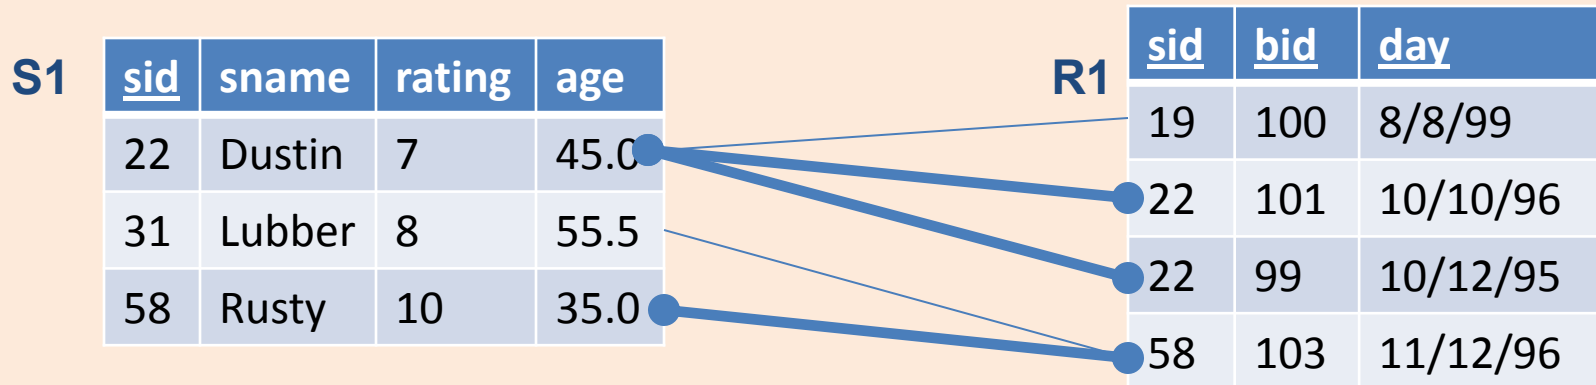 S1
sid sname rating age
22 Dustin 7 45.0
31 Lubber 8 55.5
58 Rusty 10 35.0
R1
sid bid day
19 100 8/8/99
22 101 10/10/96
22 99 10/12/95
58 103 11/12/96